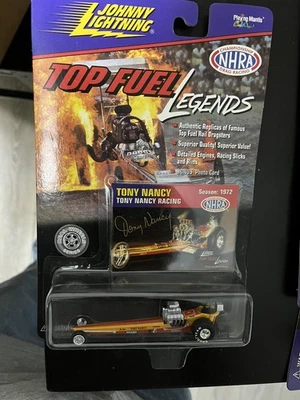 JOHNNY
LIGHTNING
Playing Mantis
CHAMPIONSHIP
NHRA
DRAG RACING
TOP FUEL
LEGENDS
Authentic Replicas of Famous
Top Fuel Rail Dragsters
Superior Quality! Superior Value!
Detailed Engines, Racing Slicks
and Rims
Photo Card
TONY NANCY
TONY NANCY RACING
Season: 1972
NHRA
Tony Nancy